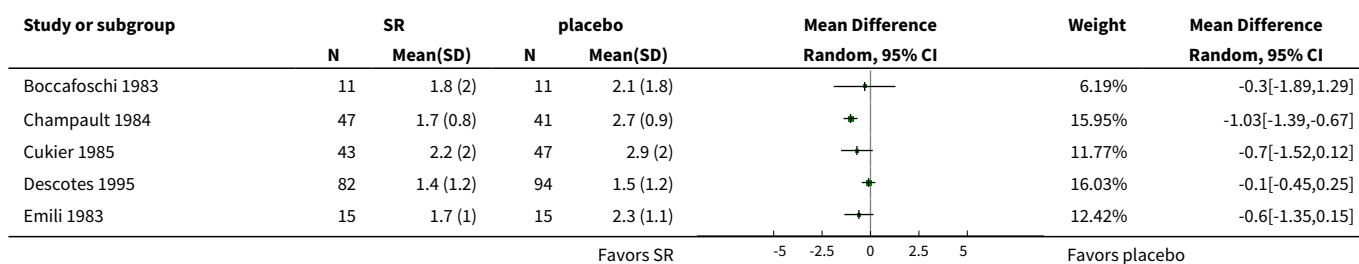 Study or subgroup SR placebo Mean Difference Weight Mean Difference
N Mean(SD) N Mean(SD) Random, 95% CI Random, 95% CI
Boccafoschi 1983 11 1.8 (2) 11 2.1 (1.8) 6.19% -0.3[-1.89,1.29]
Champault 1984 47 1.7 (0.8) 41 2.7 (0.9) 15.95% -1.03[-1.39,-0.67]
Cukier 1985 43 2.2 (2) 47 2.9 (2) 11.77% -0.7[-1.52,0.12]
Descotes 1995 82 1.4 (1.2) 94 1.5 (1.2) 16.03% -0.1[-0.45,0.25]
Emili 1983 15 1.7 (1) 15 2.3 (1.1) 12.42% -0.6[-1.35,0.15]
Favors SR -5 -2.5 0 2.5 5 Favors placebo